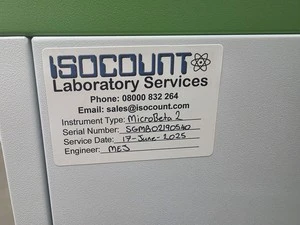 ISOCOUNT
Laboratory Services
Phone: 08000 832 264
Email: sales@isocount.com
Instrument Type: MicroBeta 2
Serial Number: SGMA02190540
Service Date: 17-June-2025
Engineer: MEJ